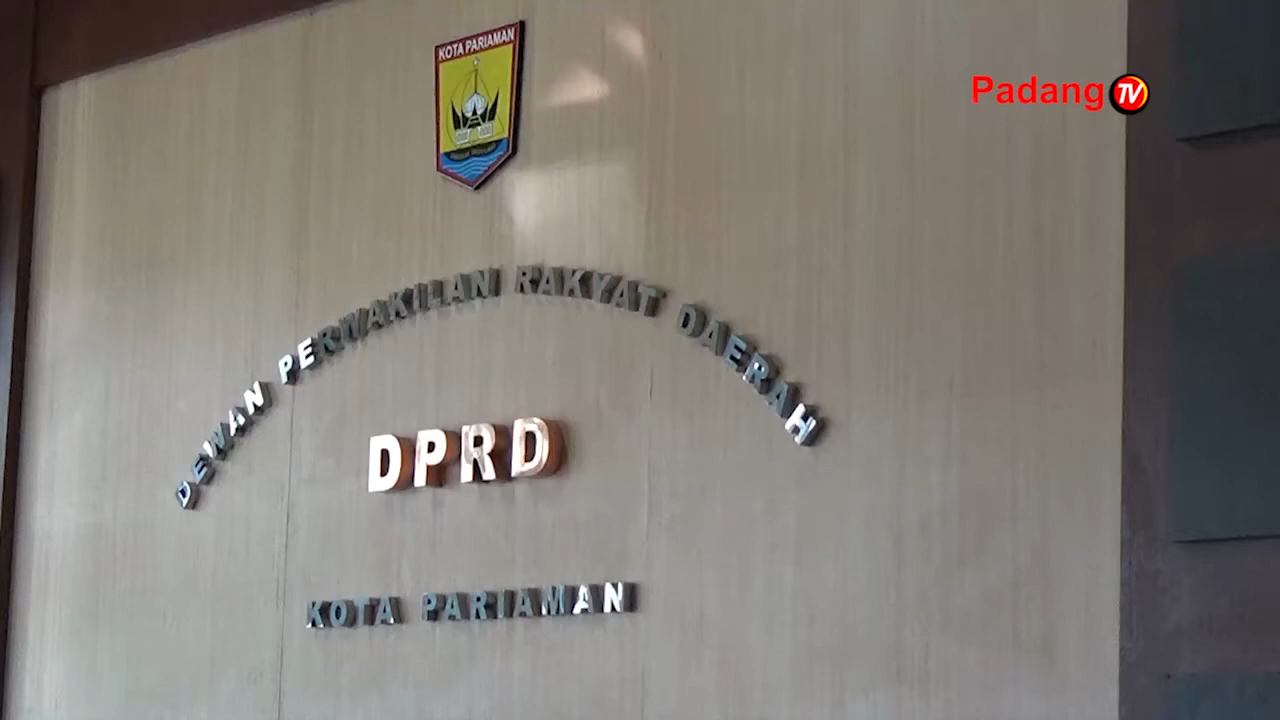 KOTA PARIAMAN
Padang TV
DEWAN PERWAKILAN RAKYAT DAERAH
DPRD
KOTA PARIAMAN